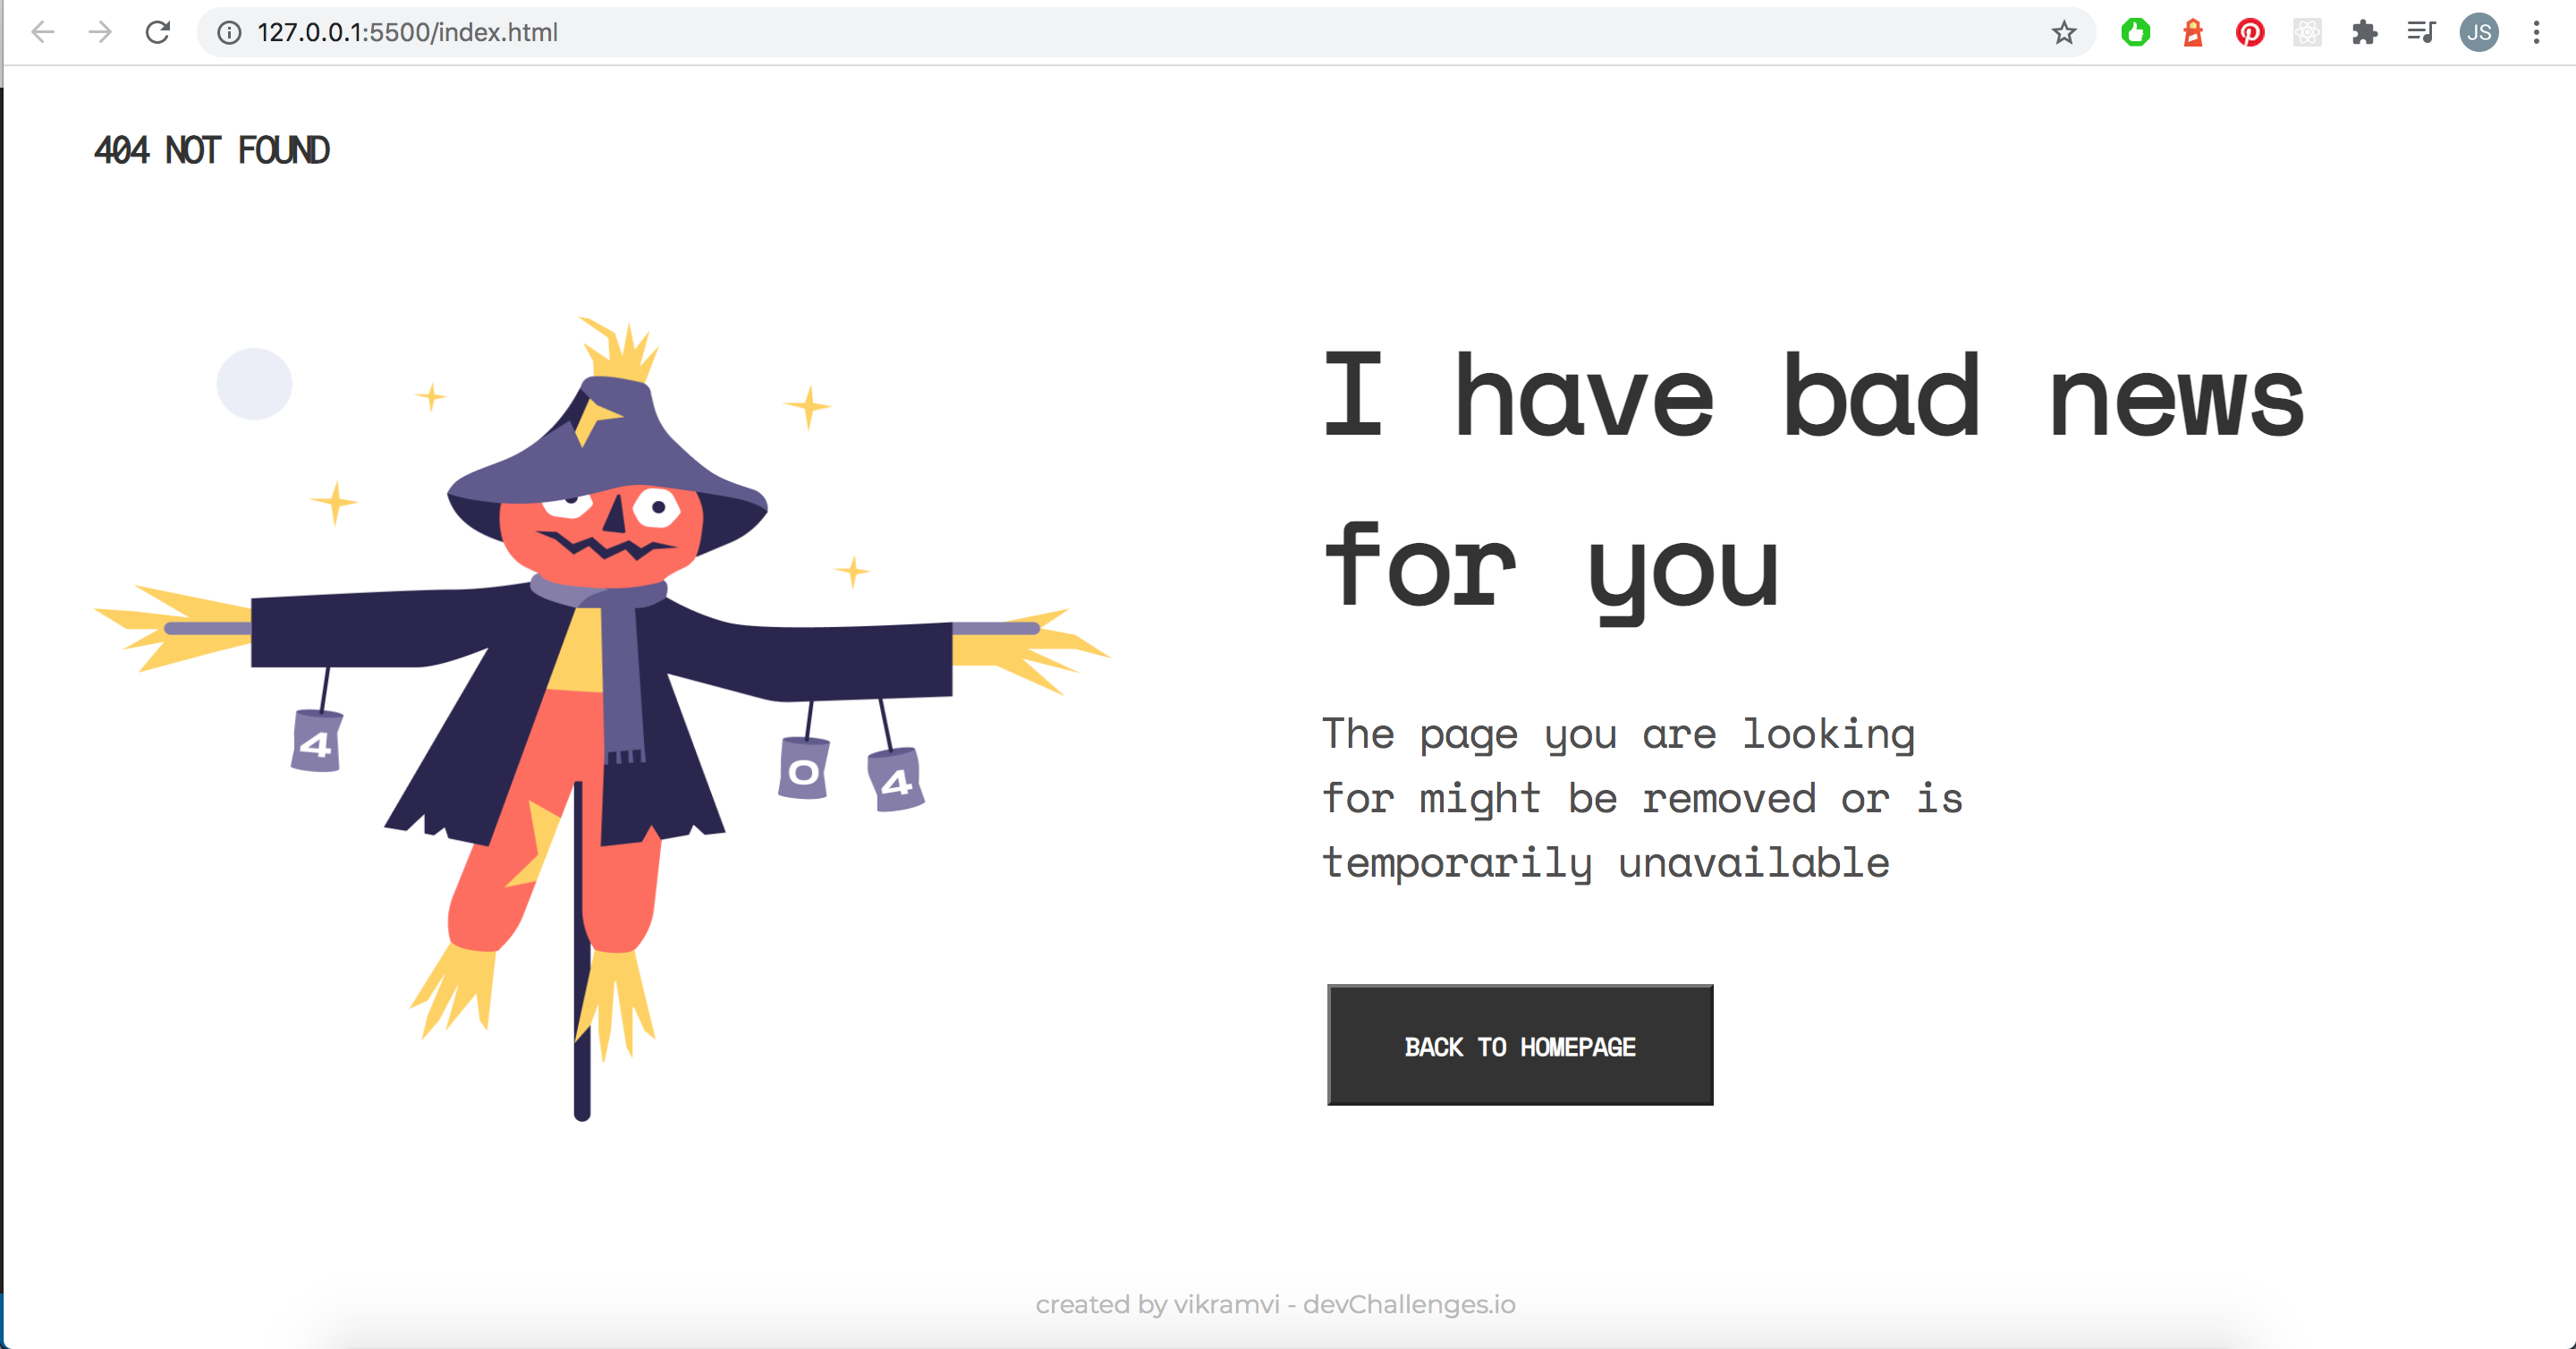 127.0.0.1:5500/index.html
JS
404 NOT FOUND
I have bad news
for you
The page you are looking
for might be removed or is
temporarily unavailable
4
0
4
BACK TO HOMEPAGE
created by vikramvi - devChallenges.io